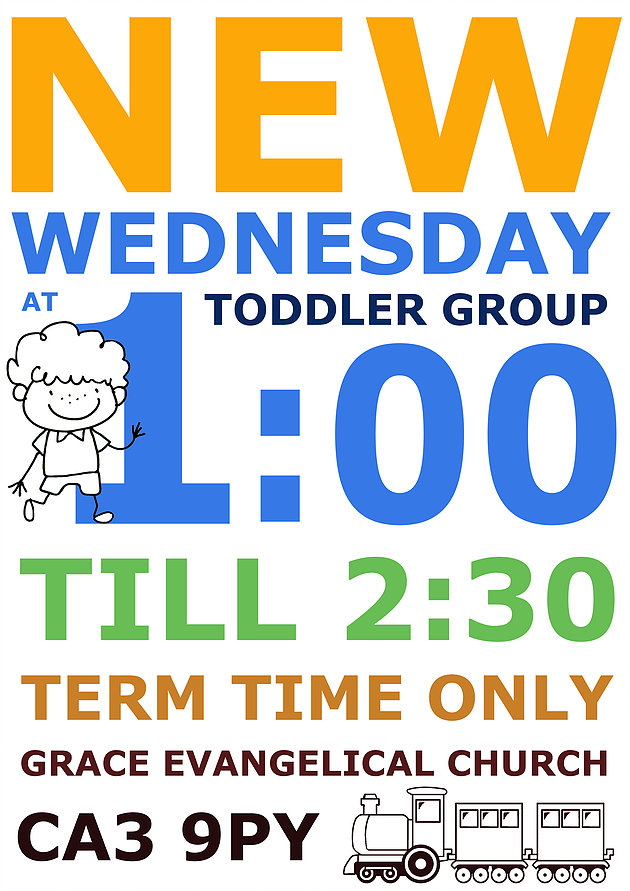 NEW
WEDNESDAY
AT
TODDLER GROUP
1:00
TILL 2:30
TERM TIME ONLY
GRACE EVANGELICAL CHURCH
CA3 9PY